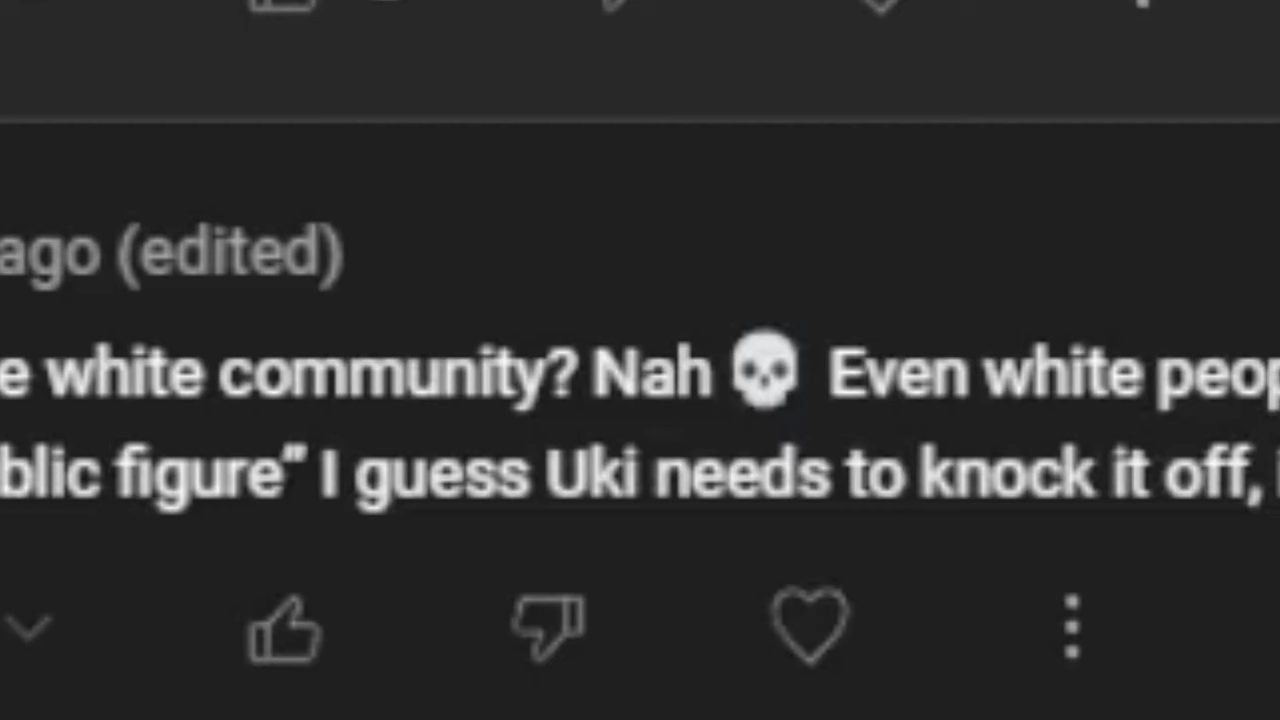 ago (edited)
e white community? Nah 💀 Even white peop
blic figure” I guess Uki needs to knock it off,